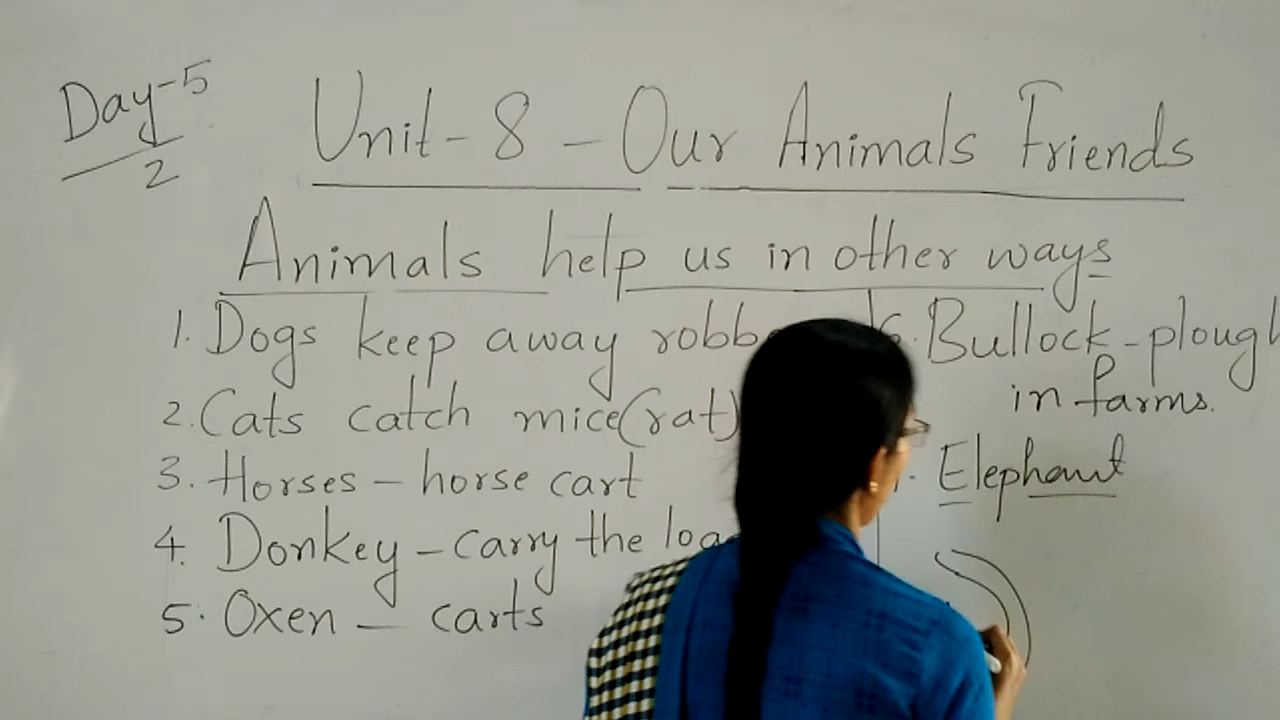 Day-5
2
Unit-8 - Our Animals Friends
Animals help us in other ways
1. Dogs keep away
2. Cats catch mice(rat)
3. Horses - horse cart
4. Donkey - carry the
5. Oxen - carts
Bullock - plough
in farms.
Elephant